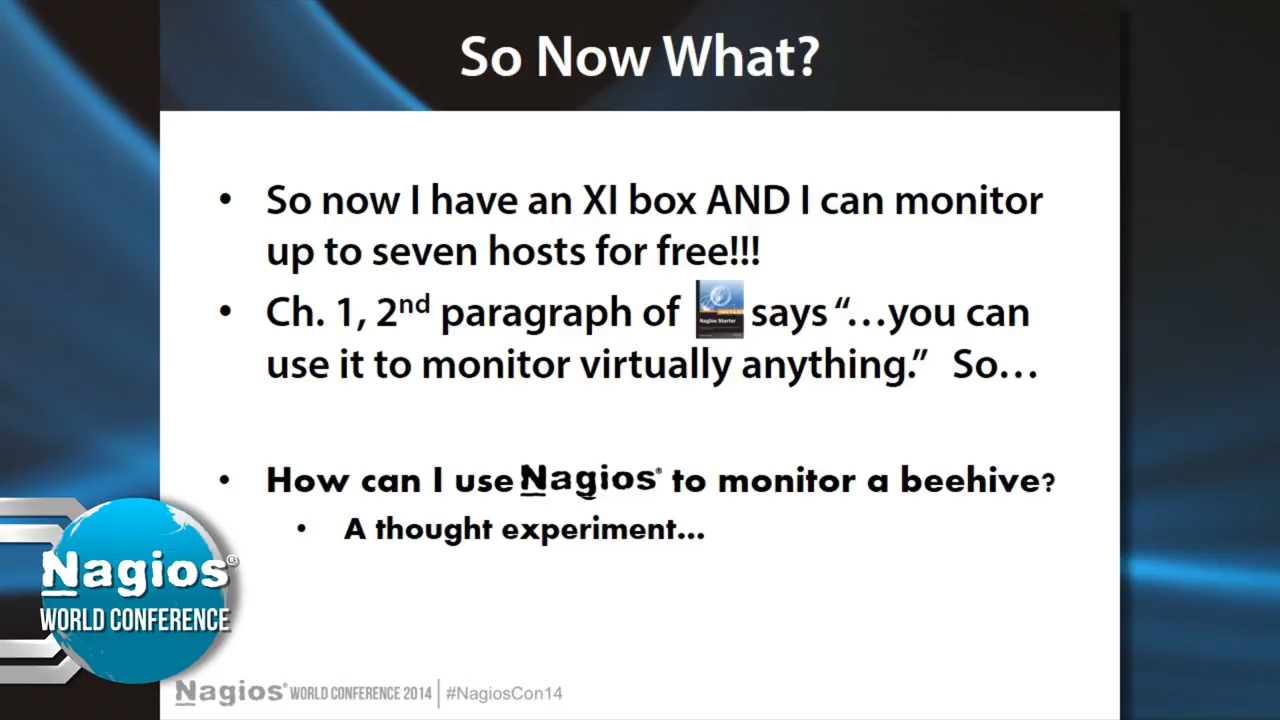 So Now What?
• So now I have an XI box AND I can monitor
up to seven hosts for free!!!
• Ch. 1, 2nd paragraph of Nagios Starter says “…you can
use it to monitor virtually anything.” So…
• How can I use Nagios® to monitor a beehive?
• A thought experiment…
Nagios®
WORLD CONFERENCE
Nagios® WORLD CONFERENCE 2014 | #NagiosCon14